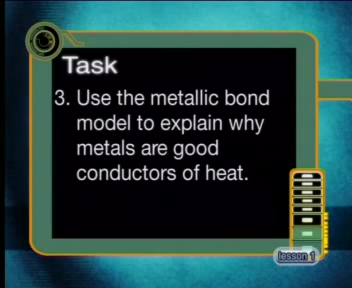 Task
3. Use the metallic bond
model to explain why
metals are good
conductors of heat.
lesson 1